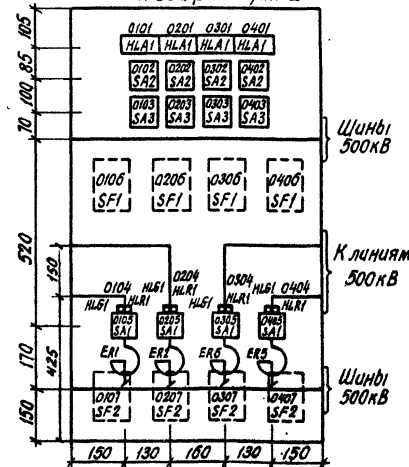 105
0101 0201 0301 0401
HLA1 HLA1 HLA1 HLA1
85
0102 0202 0302 0402
SA2 SA2 SA2 SA2
100
0103 0203 0303 0403
SA3 SA3 SA3 SA3
70
Шины
500кВ
0106 0206 0306 0406
SF1 SF1 SF1 SF1
520
150
К линиям
500кВ
0104 0204 0304 0404
HLG1 HLG1 HLR1 HLG1 HLR1 HLG1 HLR1
0105 0205 0305 0405
SA1 SA1 SA1 SA1
170
425
ER1 ER2 ER6 ER5
Шины
500кВ
0107 0207 0307 0407
SF2 SF2 SF2 SF2
150
150 130 160 130 150